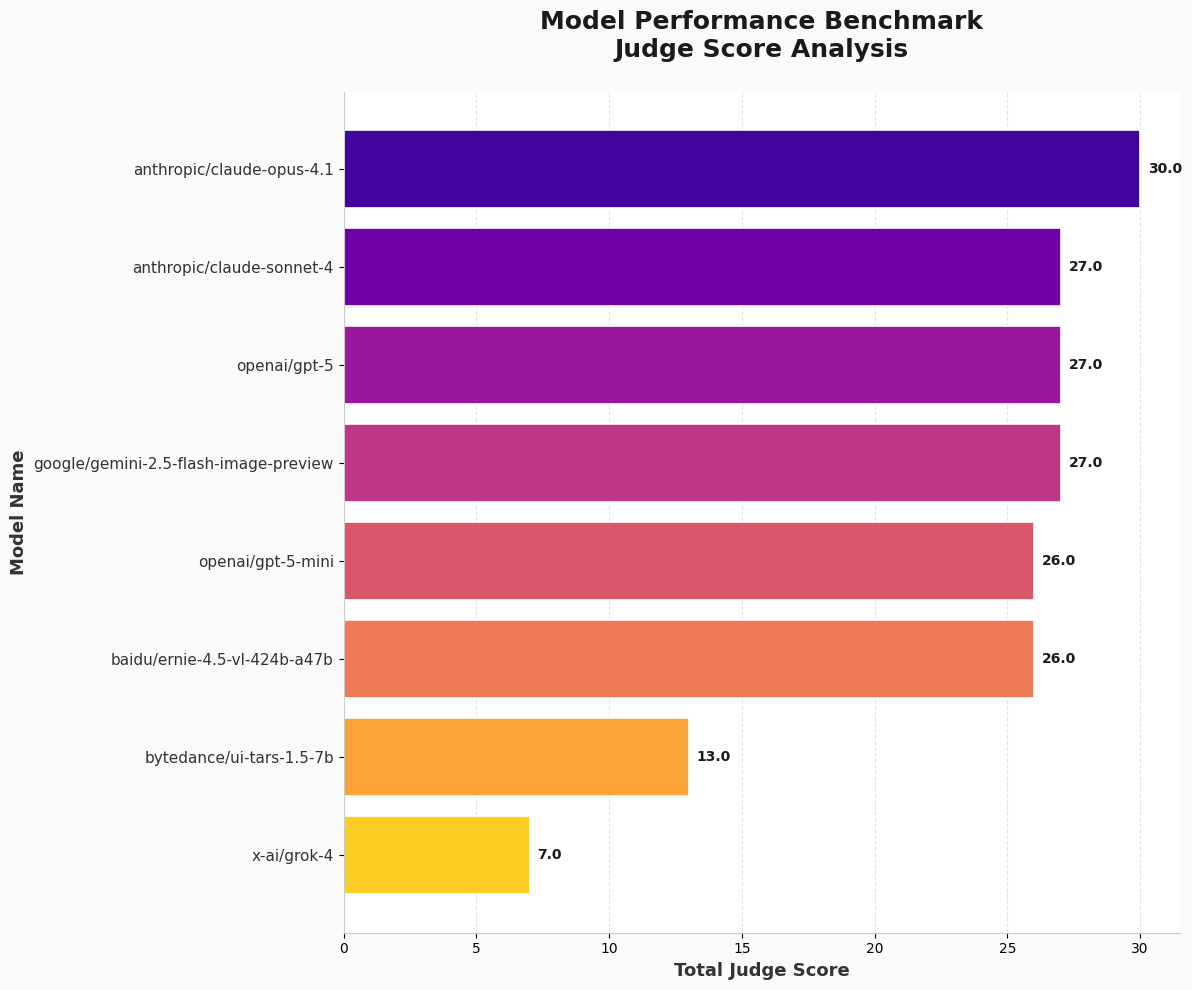 Model Performance Benchmark
Judge Score Analysis
Model Name
anthropic/claude-opus-4.1
30.0
anthropic/claude-sonnet-4
27.0
openai/gpt-5
27.0
google/gemini-2.5-flash-image-preview
27.0
openai/gpt-5-mini
26.0
baidu/ernie-4.5-vl-424b-a47b
26.0
bytedance/ui-tars-1.5-7b
13.0
x-ai/grok-4
7.0
0 5 10 15 20 25 30
Total Judge Score